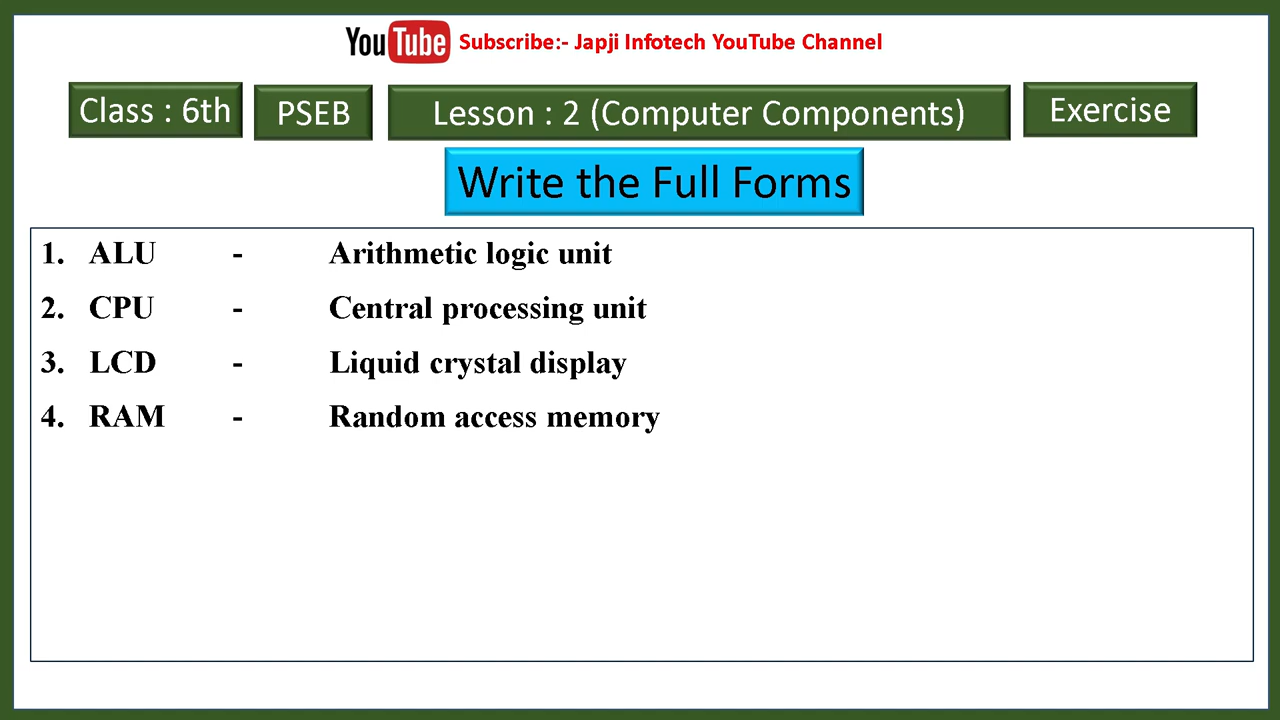 YouTube Subscribe:- Japji Infotech YouTube Channel
Class : 6th PSEB Lesson : 2 (Computer Components) Exercise
Write the Full Forms
1. ALU - Arithmetic logic unit
2. CPU - Central processing unit
3. LCD - Liquid crystal display
4. RAM - Random access memory